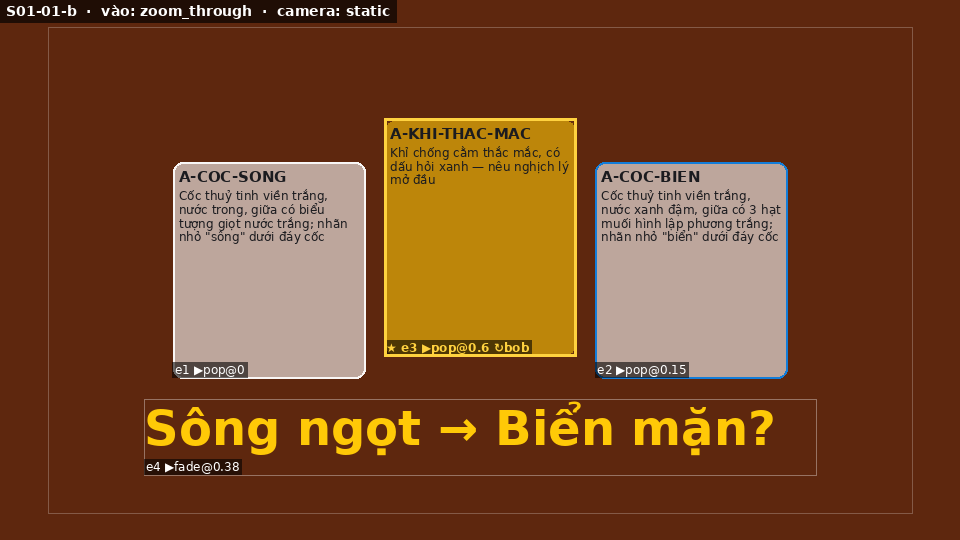 S01-01-b  ·  vào: zoom_through  ·  camera: static
A-COC-SONG
Cốc thuỷ tinh viền trắng,
nước trong, giữa có biểu
tượng giọt nước trắng; nhãn
nhỏ "sông" dưới đáy cốc
e1 ▶pop@0
A-KHI-THAC-MAC
Khỉ chống cằm thắc mắc, có
dấu hỏi xanh — nêu nghịch lý
mở đầu
★ e3 ▶pop@0.6 ↻bob
A-COC-BIEN
Cốc thuỷ tinh viền trắng,
nước xanh đậm, giữa có 3 hạt
muối hình lập phương trắng;
nhãn nhỏ "biển" dưới đáy cốc
e2 ▶pop@0.15
Sông ngọt → Biển mặn?
e4 ▶fade@0.38